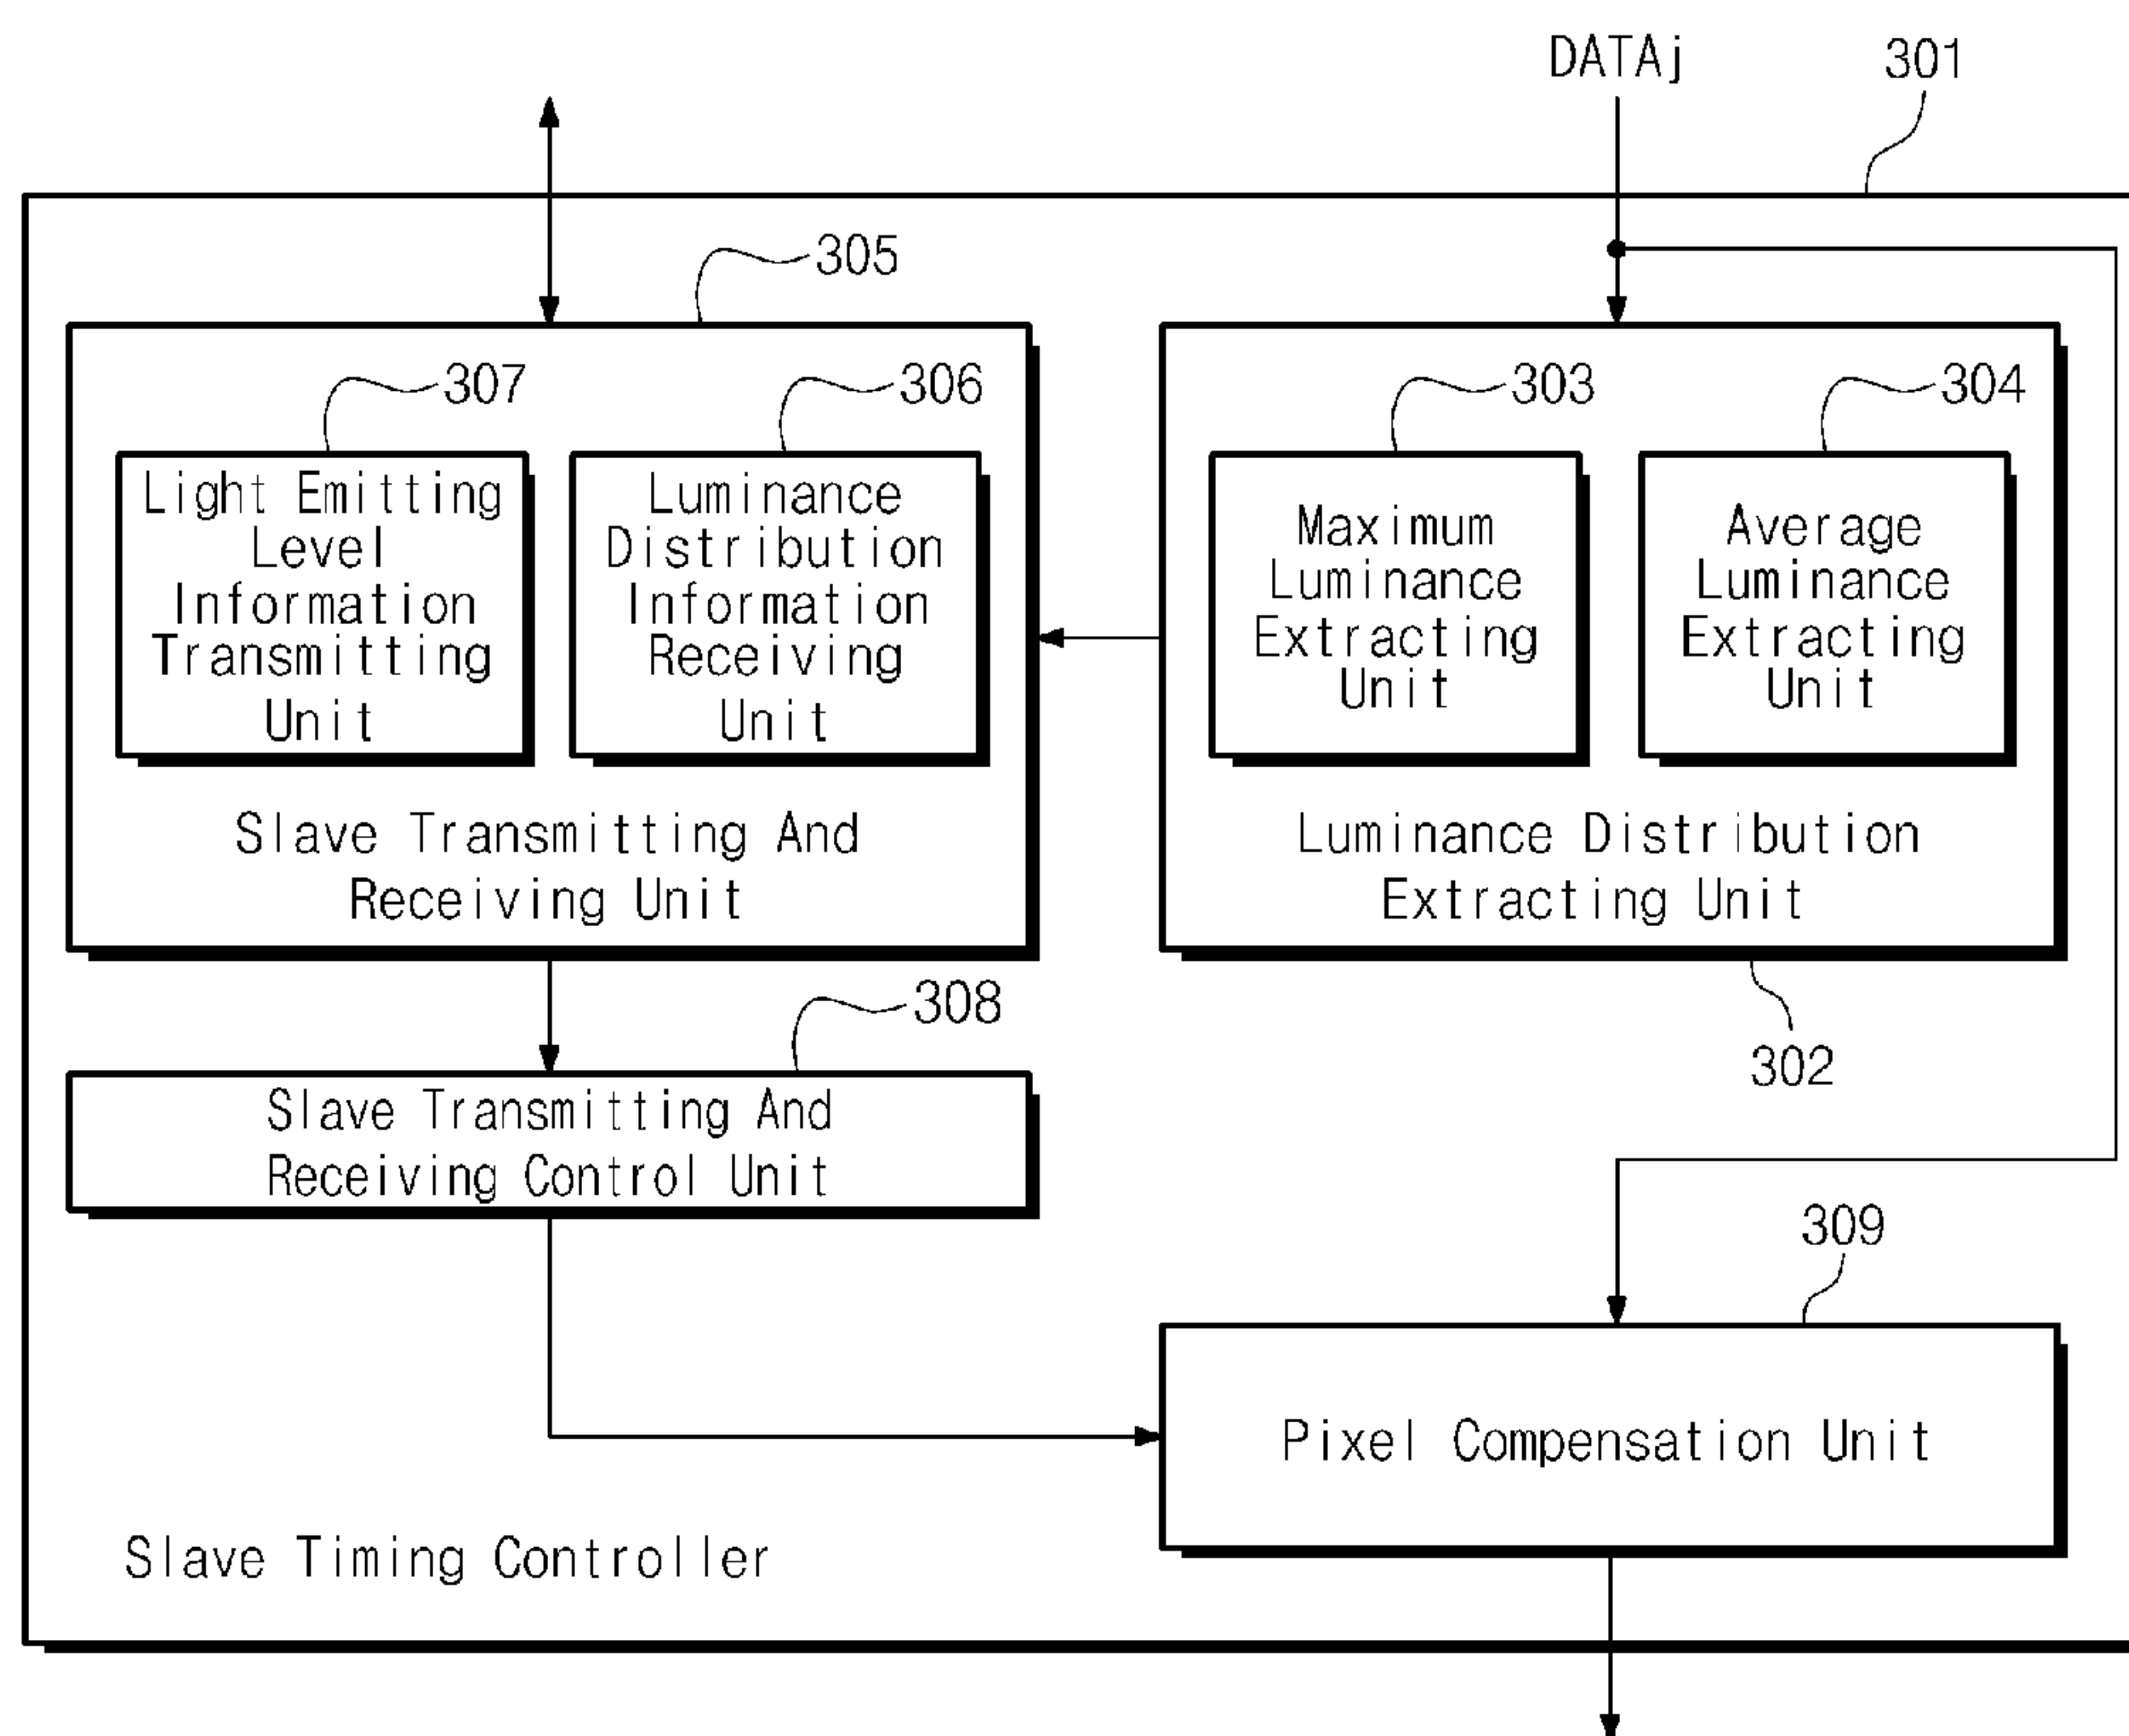 DATAj
301
305
307
306
303
304
Light Emitting
Level
Information
Transmitting
Unit
Luminance
Distribution
Information
Receiving
Unit
Maximum
Luminance
Extracting
Unit
Average
Luminance
Extracting
Unit
Slave Transmitting And
Receiving Unit
Luminance Distribution
Extracting Unit
308
302
Slave Transmitting And
Receiving Control Unit
309
Pixel Compensation Unit
Slave Timing Controller